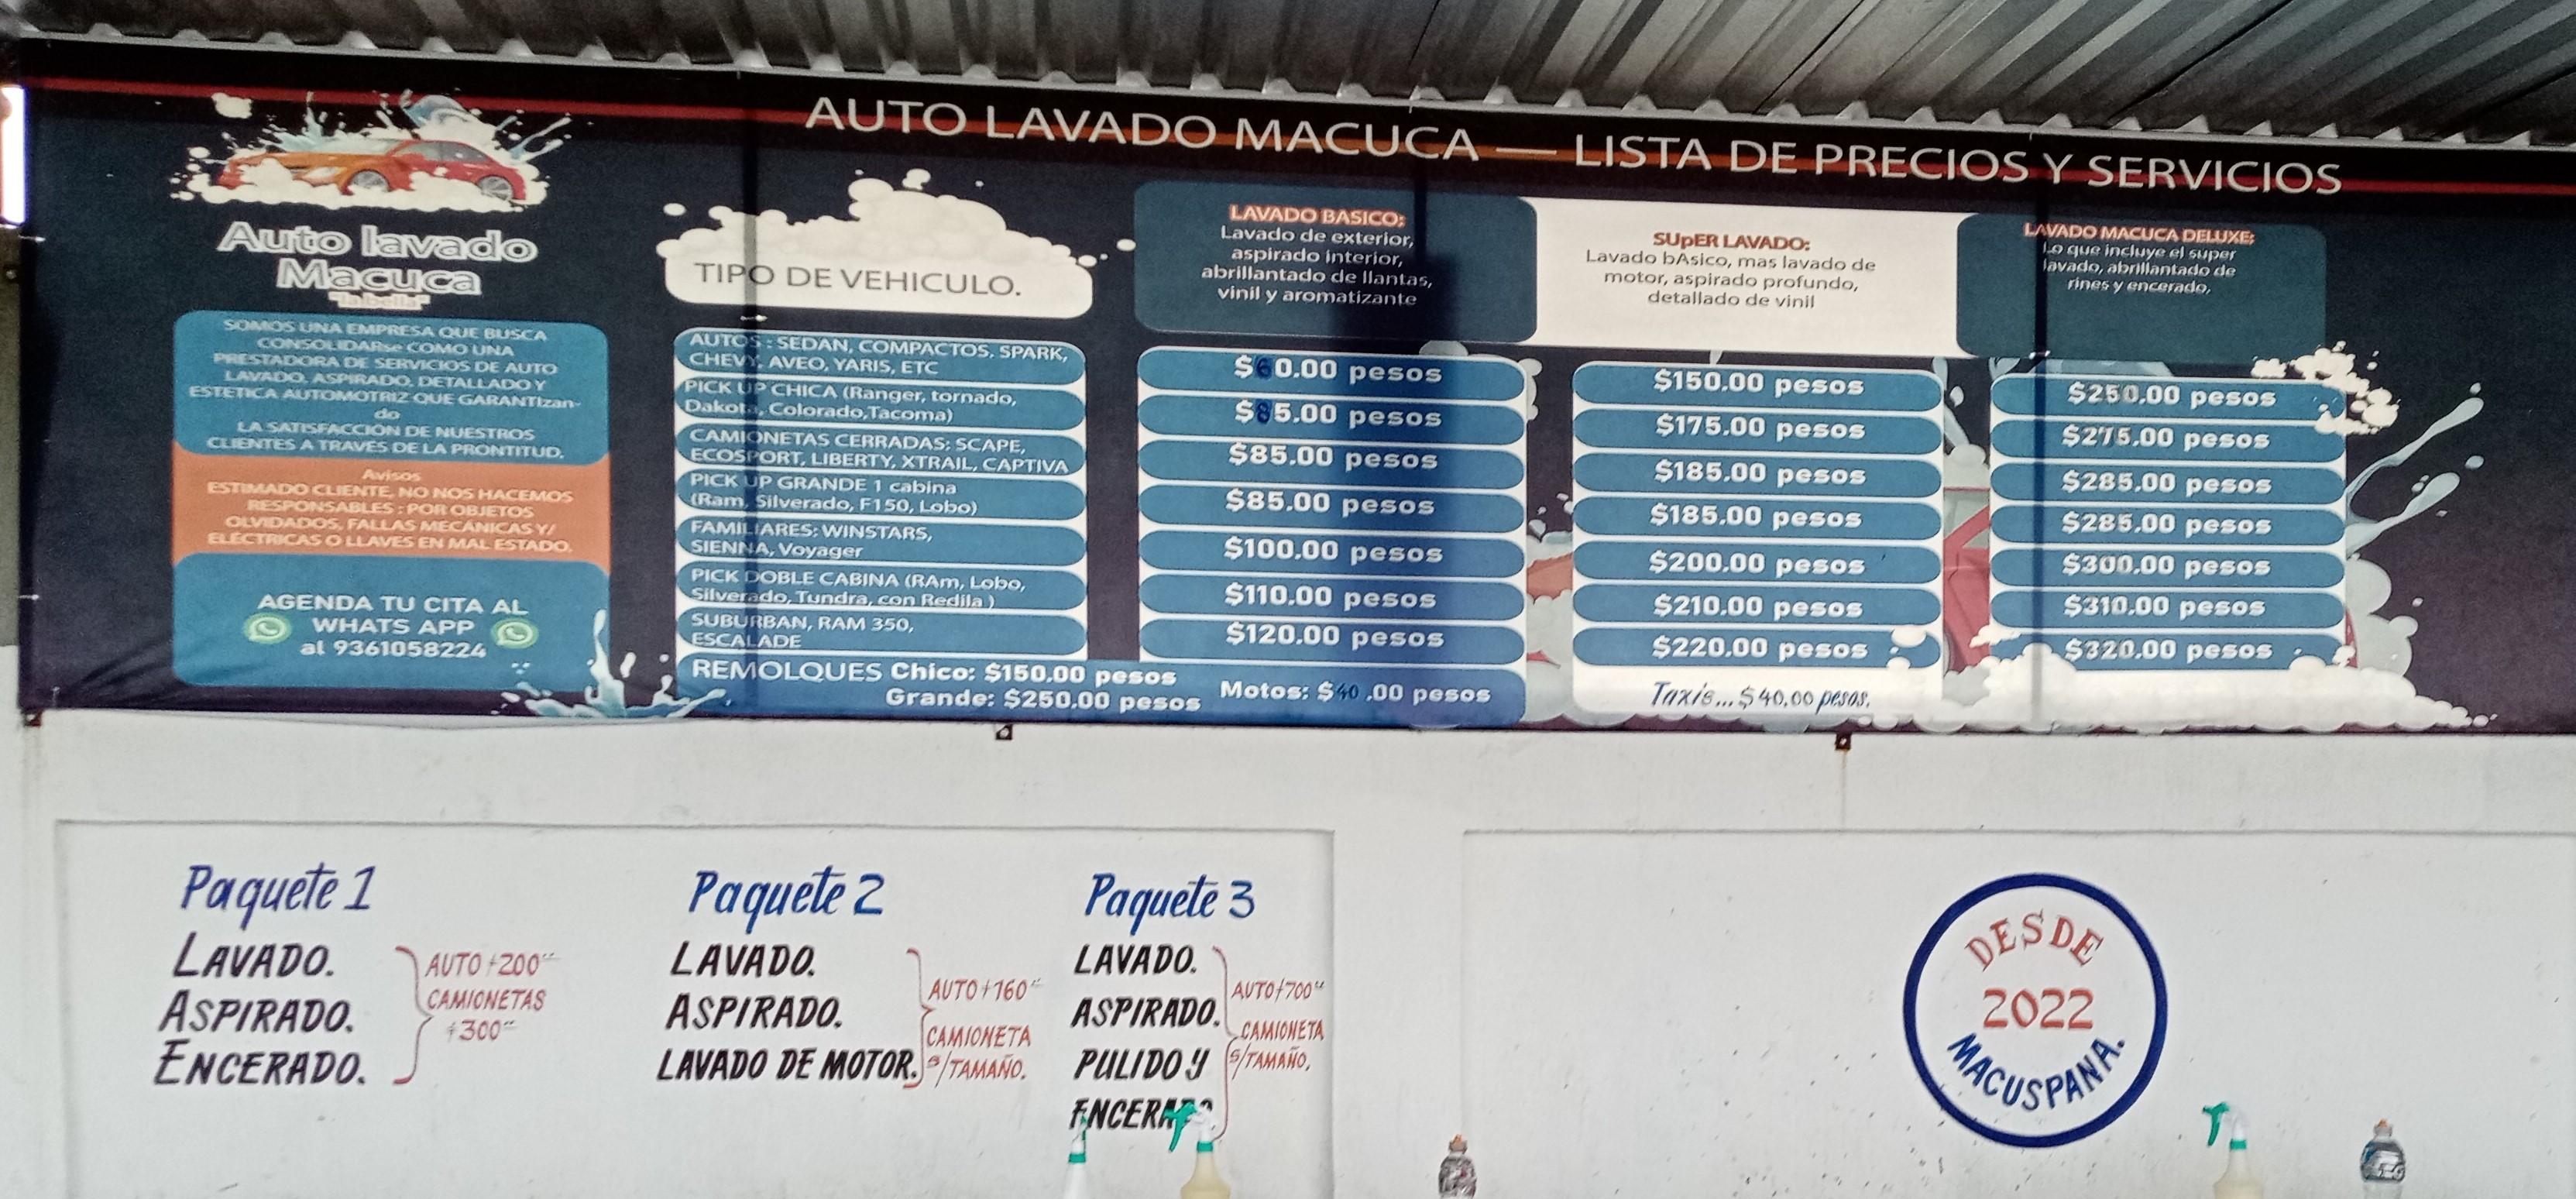 AUTO LAVADO MACUCA — LISTA DE PRECIOS Y SERVICIOS
Auto lavado
Macuca
"la bella"
SOMOS UNA EMPRESA QUE BUSCA
CONSOLIDARse COMO UNA
PRESTADORA DE SERVICIOS DE AUTO
LAVADO, ASPIRADO, DETALLADO Y
ESTETICA AUTOMOTRIZ QUE GARANTIzan-
do
LA SATISFACCIÓN DE NUESTROS
CLIENTES A TRAVÉS DE LA PRONTITUD.
Avisos
ESTIMADO CLIENTE, NO NOS HACEMOS
RESPONSABLES : POR OBJETOS
OLVIDADOS, FALLAS MECÁNICAS Y/
ELÉCTRICAS O LLAVES EN MAL ESTADO.
AGENDA TU CITA AL
WHATS APP
al 9361058224
TIPO DE VEHICULO.
LAVADO BASICO:
Lavado de exterior,
aspirado interior,
abrillantado de llantas,
vinil y aromatizante
SUpER LAVADO:
Lavado bAsico, mas lavado de
motor, aspirado profundo,
detallado de vinil
LAVADO MACUCA DELUXE:
Lo que incluye el super
lavado, abrillantado de
rines y encerado.
AUTOS : SEDAN, COMPACTOS, SPARK,
CHEVY, AVEO, YARIS, ETC
$60.00 pesos
$150.00 pesos
$250.00 pesos
PICK UP CHICA (Ranger, tornado,
Dakota, Colorado,Tacoma)
$85.00 pesos
$175.00 pesos
$275.00 pesos
CAMIONETAS CERRADAS; SCAPE,
ECOSPORT, LIBERTY, XTRAIL, CAPTIVA
$85.00 pesos
$185.00 pesos
$285.00 pesos
PICK UP GRANDE 1 cabina
(Ram, Silverado, F150, Lobo)
$85.00 pesos
$185.00 pesos
$285.00 pesos
FAMILIARES; WINSTARS,
SIENNA, Voyager
$100.00 pesos
$200.00 pesos
$300.00 pesos
PICK DOBLE CABINA (RAm, Lobo,
Silverado, Tundra, con Redila )
$110.00 pesos
$210.00 pesos
$310.00 pesos
SUBURBAN, RAM 350,
ESCALADE
$120.00 pesos
$220.00 pesos
$320.00 pesos
REMOLQUES Chico: $150.00 pesos
Grande: $250.00 pesos
Motos: $40.00 pesos
Taxis...$40.00 pesos.
Paquete 1
LAVADO.
ASPIRADO.
ENCERADO.
AUTO +200
CAMIONETAS
+300
Paquete 2
LAVADO.
ASPIRADO.
LAVADO DE MOTOR.
AUTO+160
CAMIONETA
S/TAMAÑO.
Paquete 3
LAVADO.
ASPIRADO.
PULIDO Y
ENCERADO
AUTO+700
CAMIONETA
S/TAMAÑO.
DESDE
2022
MACUSPANA.